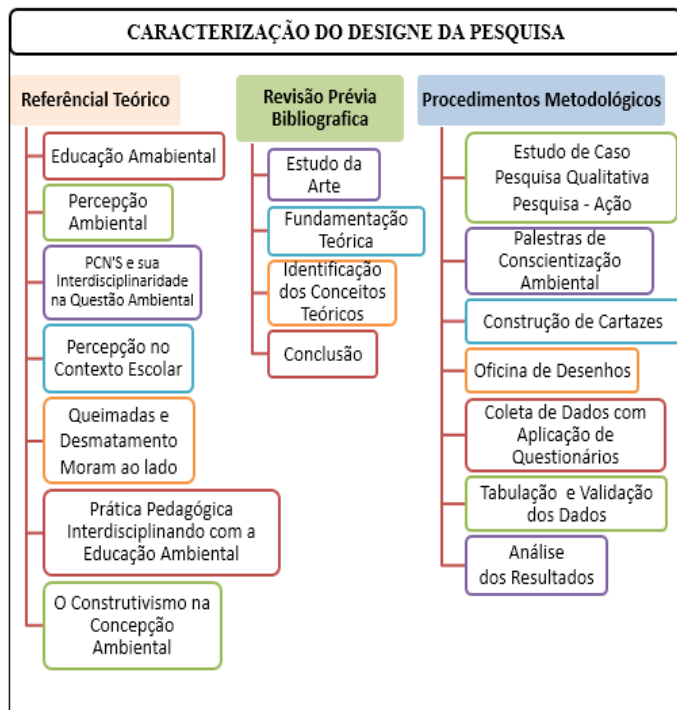 CARACTERIZAÇÃO DO DESIGNE DA PESQUISA
Referêncial Teórico
Educação Amabiental
Percepção
Ambiental
PCN'S e sua
Interdisciplinaridade
na Questão Ambiental
Percepção no
Contexto Escolar
Queimadas e
Desmatamento
Moram ao lado
Prática Pedagógica
Interdisciplinando com a
Educação Ambiental
O Construtivismo na
Concepção
Ambiental
Revisão Prévia
Bibliografica
Estudo da
Arte
Fundamentação
Teórica
Identificação
dos Conceitos
Teóricos
Conclusão
Procedimentos Metodológicos
Estudo de Caso
Pesquisa Qualitativa
Pesquisa - Ação
Palestras de
Conscientização
Ambiental
Construção de Cartazes
Oficina de Desenhos
Coleta de Dados com
Aplicação de
Questionários
Tabulação e Validação
dos Dados
Análise
dos Resultados